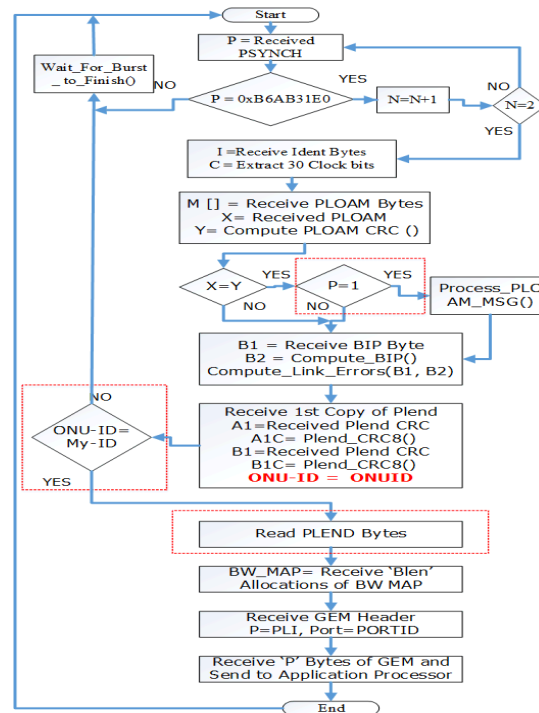 Start
P = Received
PSYNCH
Wait_For_Burst
_ to_Finish()
NO
P = 0xB6AB31E0
YES
N=N+1
NO
N=2
YES
I =Receive Ident Bytes
C = Extract 30 Clock bits
M [] = Receive PLOAM Bytes
X= Received PLOAM
Y= Compute PLOAM CRC ()
X=Y
YES
NO
P=1
YES
NO
Process_PLO
AM_MSG()
B1 = Receive BIP Byte
B2 = Compute_BIP()
Compute_Link_Errors(B1, B2)
NO
ONU-ID=
My-ID
YES
Receive 1st Copy of Plend
A1=Received Plend CRC
A1C= Plend_CRC8()
B1=Received Plend CRC
B1C= Plend_CRC8()
ONU-ID = ONUID
Read PLEND Bytes
BW_MAP= Receive ‘Blen’
Allocations of BW MAP
Receive GEM Header
P=PLI, Port=PORTID
Receive ‘P’ Bytes of GEM and
Send to Application Processor
End